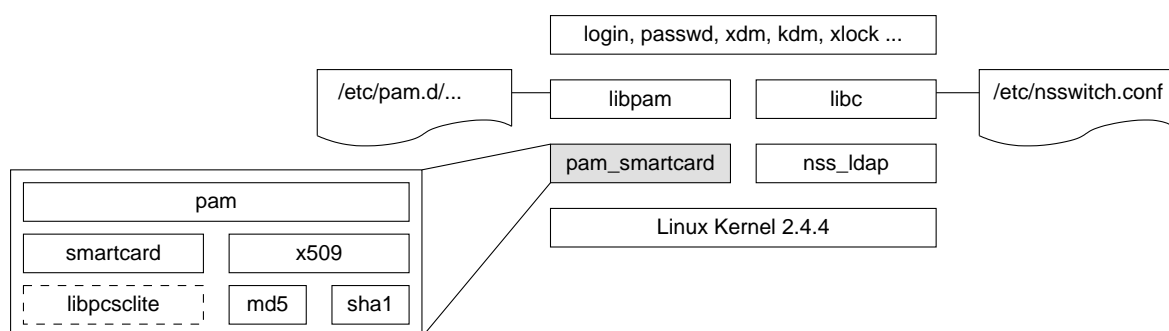 login, passwd, xdm, kdm, xlock ...
/etc/pam.d/...
libpam
libc
/etc/nsswitch.conf
pam_smartcard
nss_ldap
pam
Linux Kernel 2.4.4
smartcard
x509
libpcsclite
md5
sha1